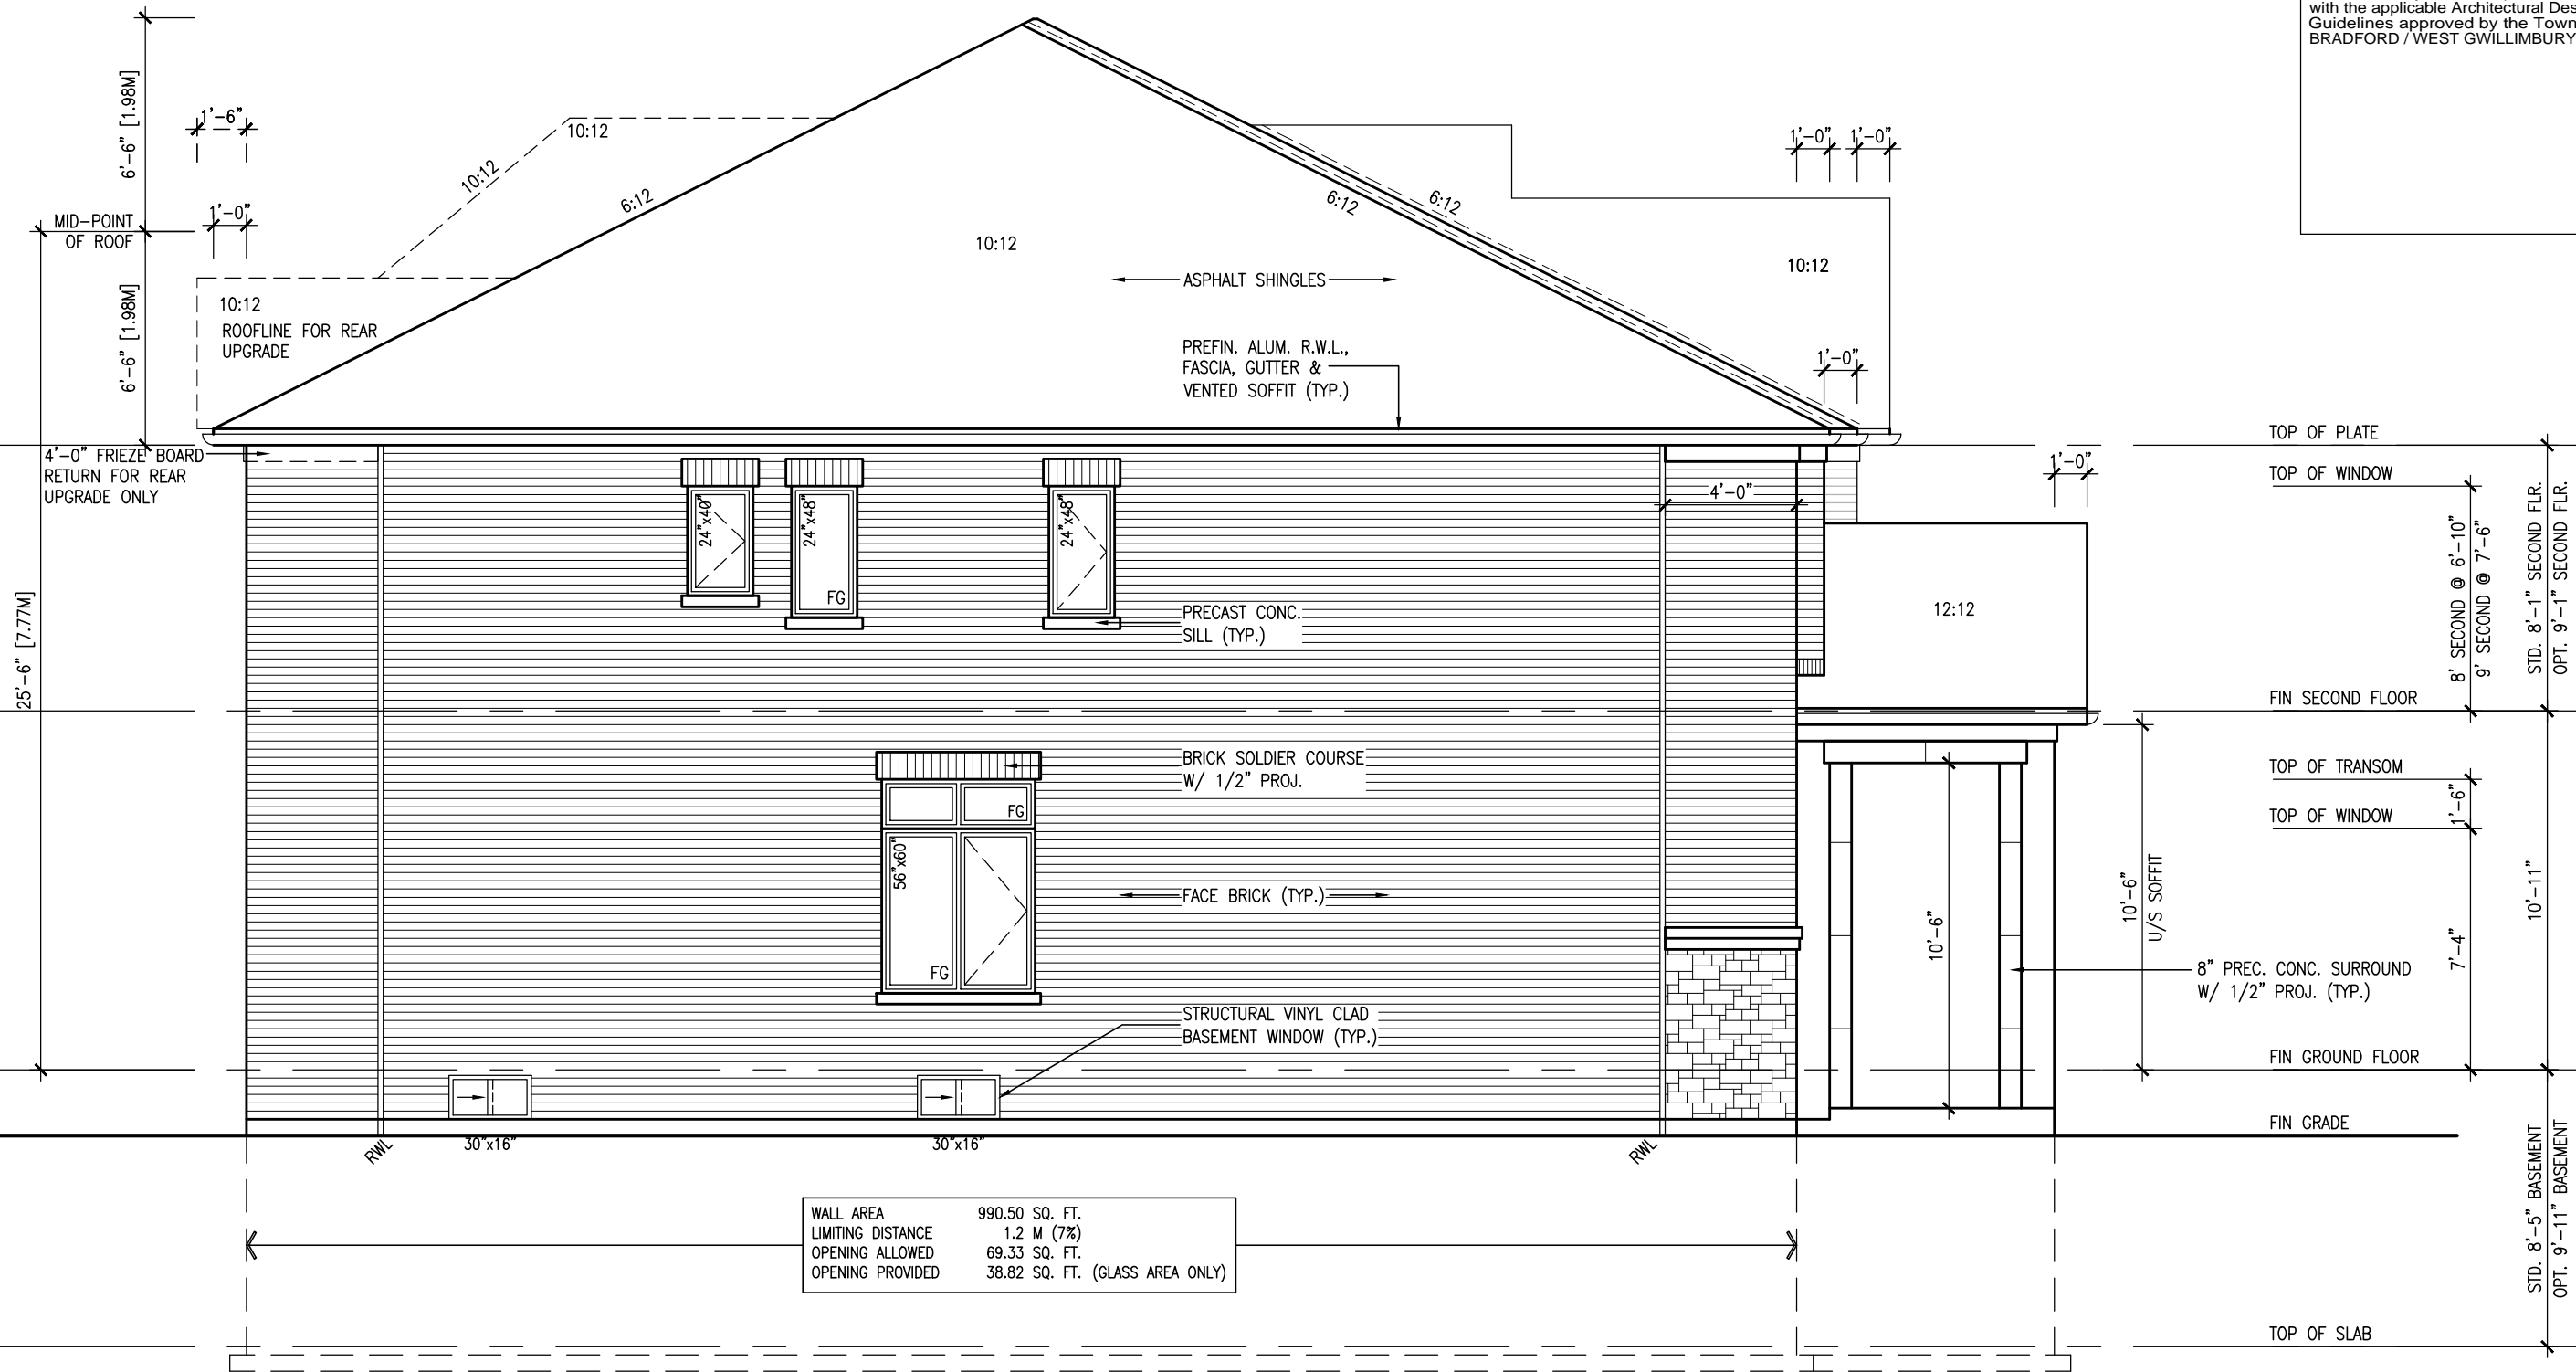 with the applicable Architectural Des
Guidelines approved by the Town
BRADFORD / WEST GWILLIMBURY
6'-6" [1.98M]
1'-6"
1'-0"
MID-POINT
OF ROOF
6'-6" [1.98M]
10:12
10:12
6:12
10:12
ROOFLINE FOR REAR
UPGRADE
10:12
ASPHALT SHINGLES
6:12
6:12
1'-0"
1'-0"
10:12
1'-0"
PREFIN. ALUM. R.W.L.,
FASCIA, GUTTER &
VENTED SOFFIT (TYP.)
4'-0" FRIEZE BOARD
RETURN FOR REAR
UPGRADE ONLY
25'-6" [7.77M]
24"x40"
24"x48"
FG
24"x48"
4'-0"
1'-0"
PRECAST CONC.
SILL (TYP.)
12:12
BRICK SOLDIER COURSE
W/ 1/2" PROJ.
FG
56"x60"
FG
FACE BRICK (TYP.)
10'-6"
10'-6"
U/S SOFFIT
8" PREC. CONC. SURROUND
W/ 1/2" PROJ. (TYP.)
STRUCTURAL VINYL CLAD
BASEMENT WINDOW (TYP.)
TOP OF PLATE
TOP OF WINDOW
8' SECOND @ 6'-10"
9' SECOND @ 7'-6"
STD. 8'-1" SECOND FLR.
OPT. 9'-1" SECOND FLR.
FIN SECOND FLOOR
TOP OF TRANSOM
1'-6"
TOP OF WINDOW
7'-4"
10'-11"
FIN GROUND FLOOR
FIN GRADE
STD. 8'-5" BASEMENT
OPT. 9'-11" BASEMENT
TOP OF SLAB
RWL
30"x16"
30"x16"
RWL
WALL AREA 990.50 SQ. FT.
LIMITING DISTANCE 1.2 M (7%)
OPENING ALLOWED 69.33 SQ. FT.
OPENING PROVIDED 38.82 SQ. FT. (GLASS AREA ONLY)